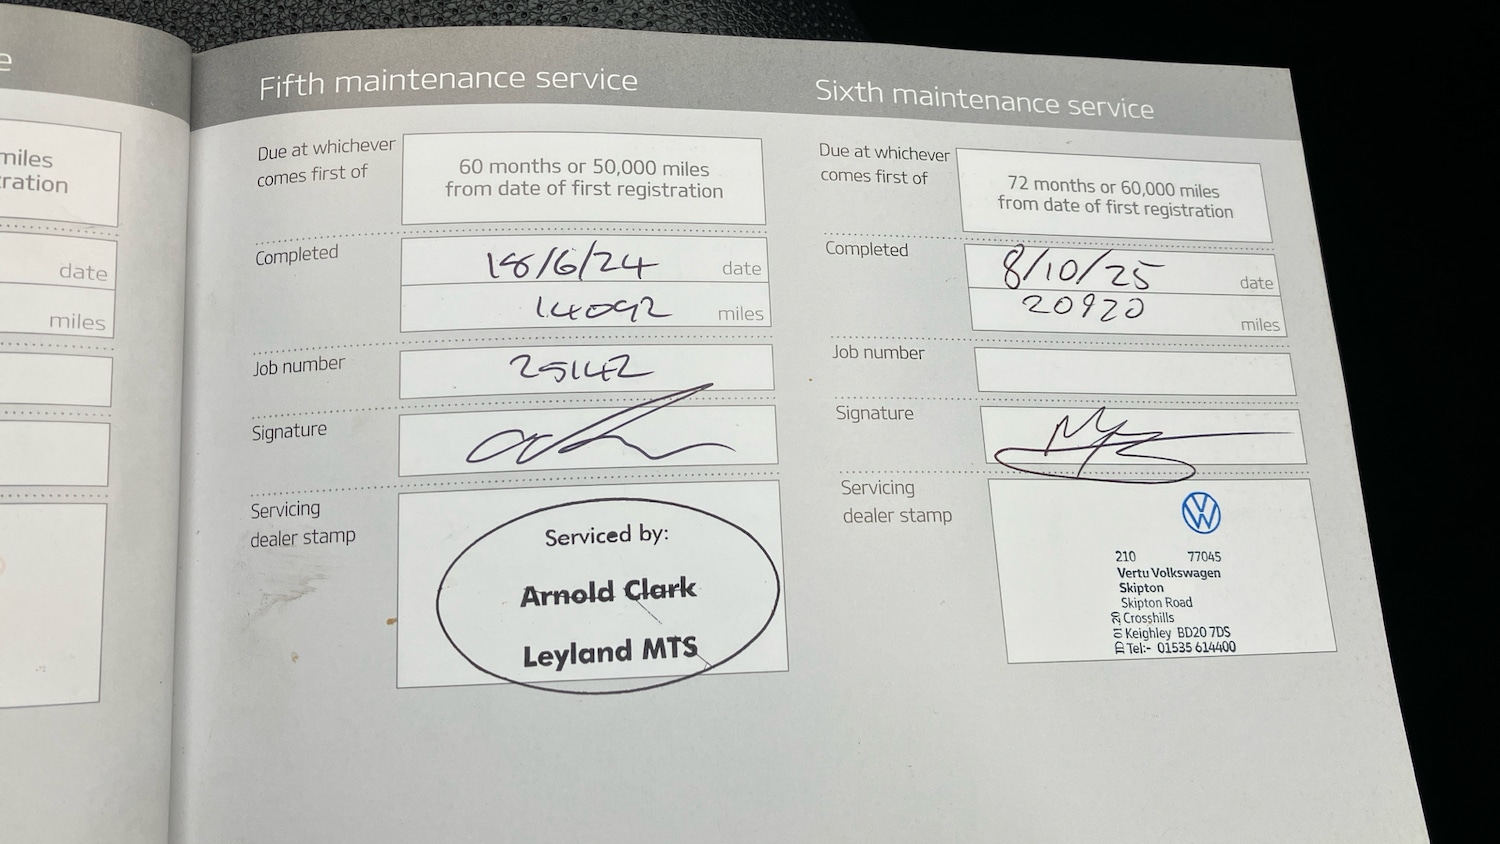 e
miles
ration
date
miles
Fifth maintenance service
Due at whichever
comes first of
60 months or 50,000 miles
from date of first registration
Completed
18/6/24 date
14092 miles
Job number
25142
Signature
Servicing
dealer stamp
Serviced by:
Arnold Clark
Leyland MTS
Sixth maintenance service
Due at whichever
comes first of
72 months or 60,000 miles
from date of first registration
Completed
8/10/25 date
20920 miles
Job number
Signature
Servicing
dealer stamp
210 77045
Vertu Volkswagen
Skipton
Skipton Road
Crosshills
Keighley BD20 7DS
Tel:- 01535 614400